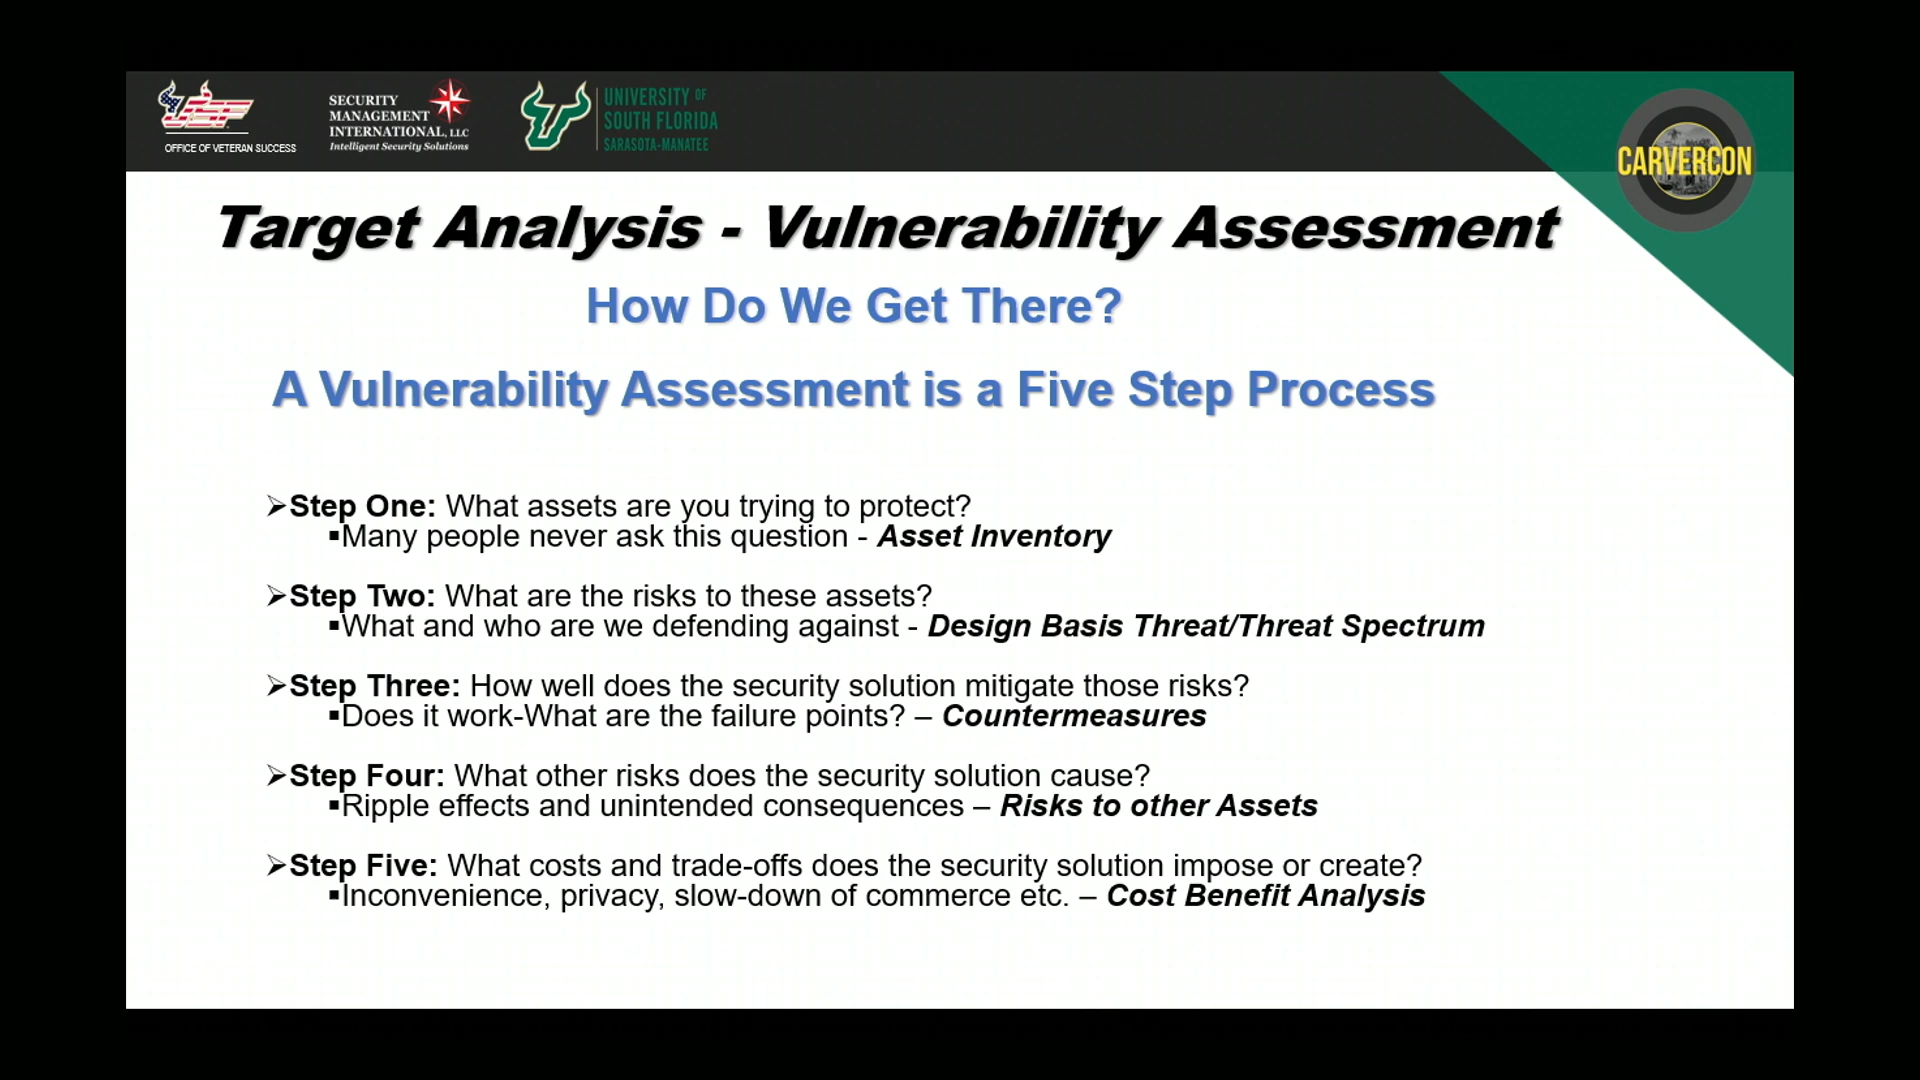 USF
OFFICE OF VETERAN SUCCESS
SECURITY
MANAGEMENT
INTERNATIONAL, LLC
Intelligent Security Solutions
UNIVERSITY OF
SOUTH FLORIDA
SARASOTA-MANATEE
CARVERCON
Target Analysis - Vulnerability Assessment
How Do We Get There?
A Vulnerability Assessment is a Five Step Process
➢Step One: What assets are you trying to protect?
▪Many people never ask this question - Asset Inventory
➢Step Two: What are the risks to these assets?
▪What and who are we defending against - Design Basis Threat/Threat Spectrum
➢Step Three: How well does the security solution mitigate those risks?
▪Does it work-What are the failure points? – Countermeasures
➢Step Four: What other risks does the security solution cause?
▪Ripple effects and unintended consequences – Risks to other Assets
➢Step Five: What costs and trade-offs does the security solution impose or create?
▪Inconvenience, privacy, slow-down of commerce etc. – Cost Benefit Analysis